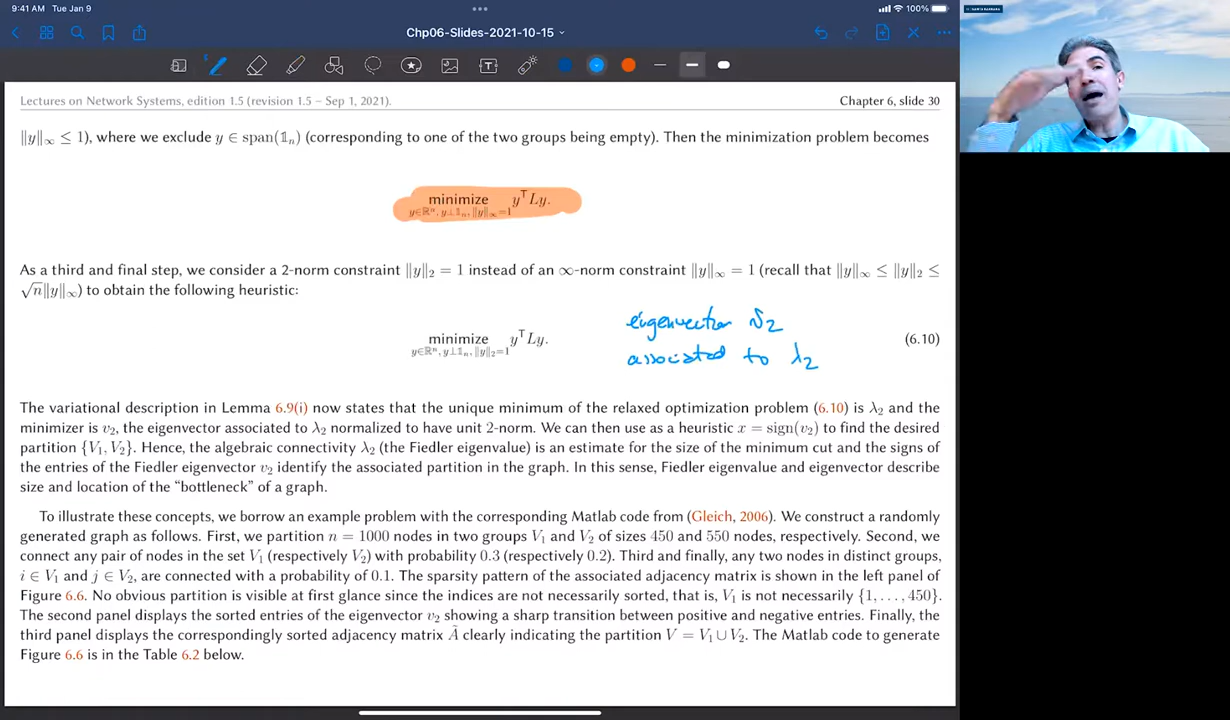 9:41 AM Tue Jan 9
100%
Chp06-Slides-2021-10-15
Lectures on Network Systems, edition 1.5 (revision 1.5 – Sep 1, 2021).
Chapter 6, slide 30
‖y‖∞ ≤ 1), where we exclude y ∈ span(𝟙n) (corresponding to one of the two groups being empty). Then the minimization problem becomes
minimize y⊤Ly.
y∈ℝⁿ, y⊥𝟙n, ‖y‖∞=1
As a third and final step, we consider a 2-norm constraint ‖y‖₂ = 1 instead of an ∞-norm constraint ‖y‖∞ = 1 (recall that ‖y‖∞ ≤ ‖y‖₂ ≤
√n‖y‖∞) to obtain the following heuristic:
eigenvector v₂
minimize y⊤Ly.
(6.10)
y∈ℝⁿ, y⊥𝟙n, ‖y‖₂=1
associated to λ₂
The variational description in Lemma 6.9(i) now states that the unique minimum of the relaxed optimization problem (6.10) is λ₂ and the
minimizer is v₂, the eigenvector associated to λ₂ normalized to have unit 2-norm. We can then use as a heuristic x = sign(v₂) to find the desired
partition {V₁, V₂}. Hence, the algebraic connectivity λ₂ (the Fiedler eigenvalue) is an estimate for the size of the minimum cut and the signs of
the entries of the Fiedler eigenvector v₂ identify the associated partition in the graph. In this sense, Fiedler eigenvalue and eigenvector describe
size and location of the “bottleneck” of a graph.
To illustrate these concepts, we borrow an example problem with the corresponding Matlab code from (Gleich, 2006). We construct a randomly
generated graph as follows. First, we partition n = 1000 nodes in two groups V₁ and V₂ of sizes 450 and 550 nodes, respectively. Second, we
connect any pair of nodes in the set V₁ (respectively V₂) with probability 0.3 (respectively 0.2). Third and finally, any two nodes in distinct groups,
i ∈ V₁ and j ∈ V₂, are connected with a probability of 0.1. The sparsity pattern of the associated adjacency matrix is shown in the left panel of
Figure 6.6. No obvious partition is visible at first glance since the indices are not necessarily sorted, that is, V₁ is not necessarily {1, . . . , 450}.
The second panel displays the sorted entries of the eigenvector v₂ showing a sharp transition between positive and negative entries. Finally, the
third panel displays the correspondingly sorted adjacency matrix Ā clearly indicating the partition V = V₁ ∪ V₂. The Matlab code to generate
Figure 6.6 is in the Table 6.2 below.